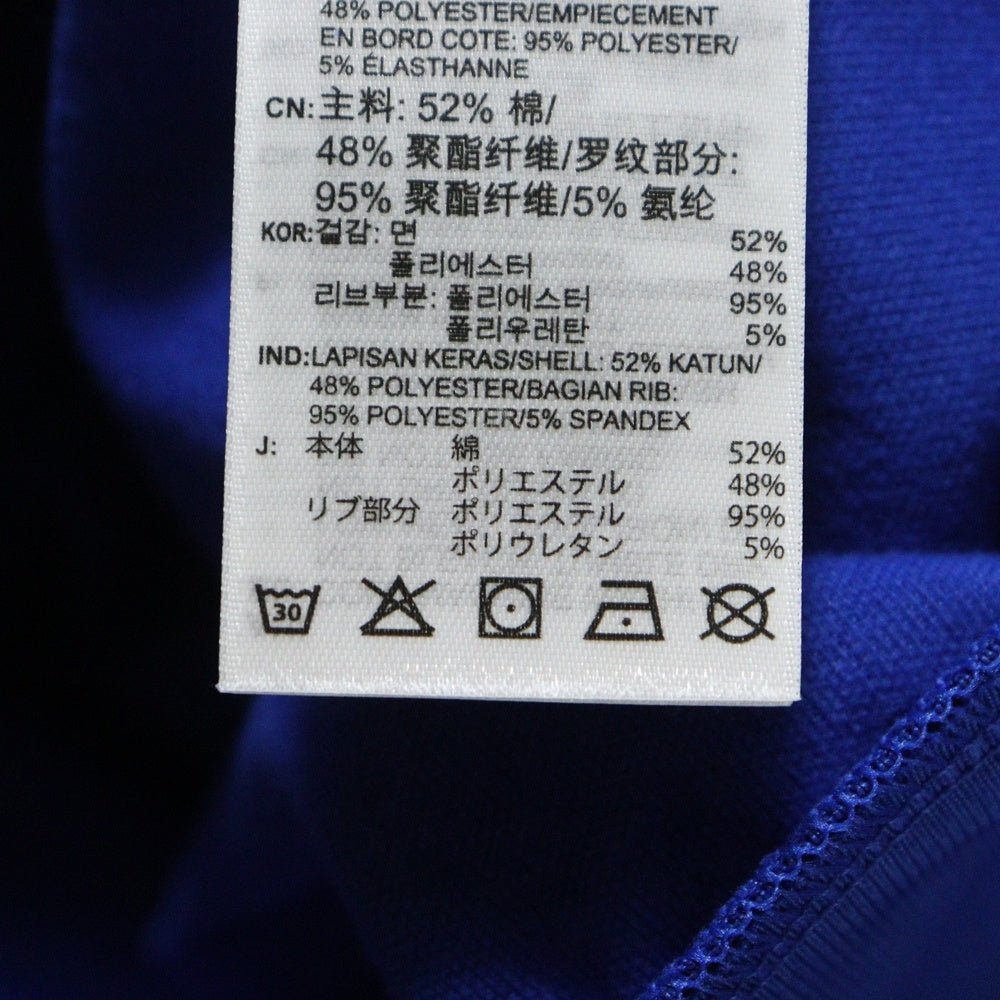 48% POLYESTER/EMPIECEMENT
EN BORD COTE: 95% POLYESTER/
5% ÉLASTHANNE
CN:主料: 52% 棉/
48% 聚酯纤维/罗纹部分:
95% 聚酯纤维/5% 氨纶
KOR:겉감: 면 52%
폴리에스터 48%
리브부분: 폴리에스터 95%
폴리우레탄 5%
IND:LAPISAN KERAS/SHELL: 52% KATUN/
48% POLYESTER/BAGIAN RIB:
95% POLYESTER/5% SPANDEX
J: 本体 綿 52%
ポリエステル 48%
リブ部分 ポリエステル 95%
ポリウレタン 5%
30